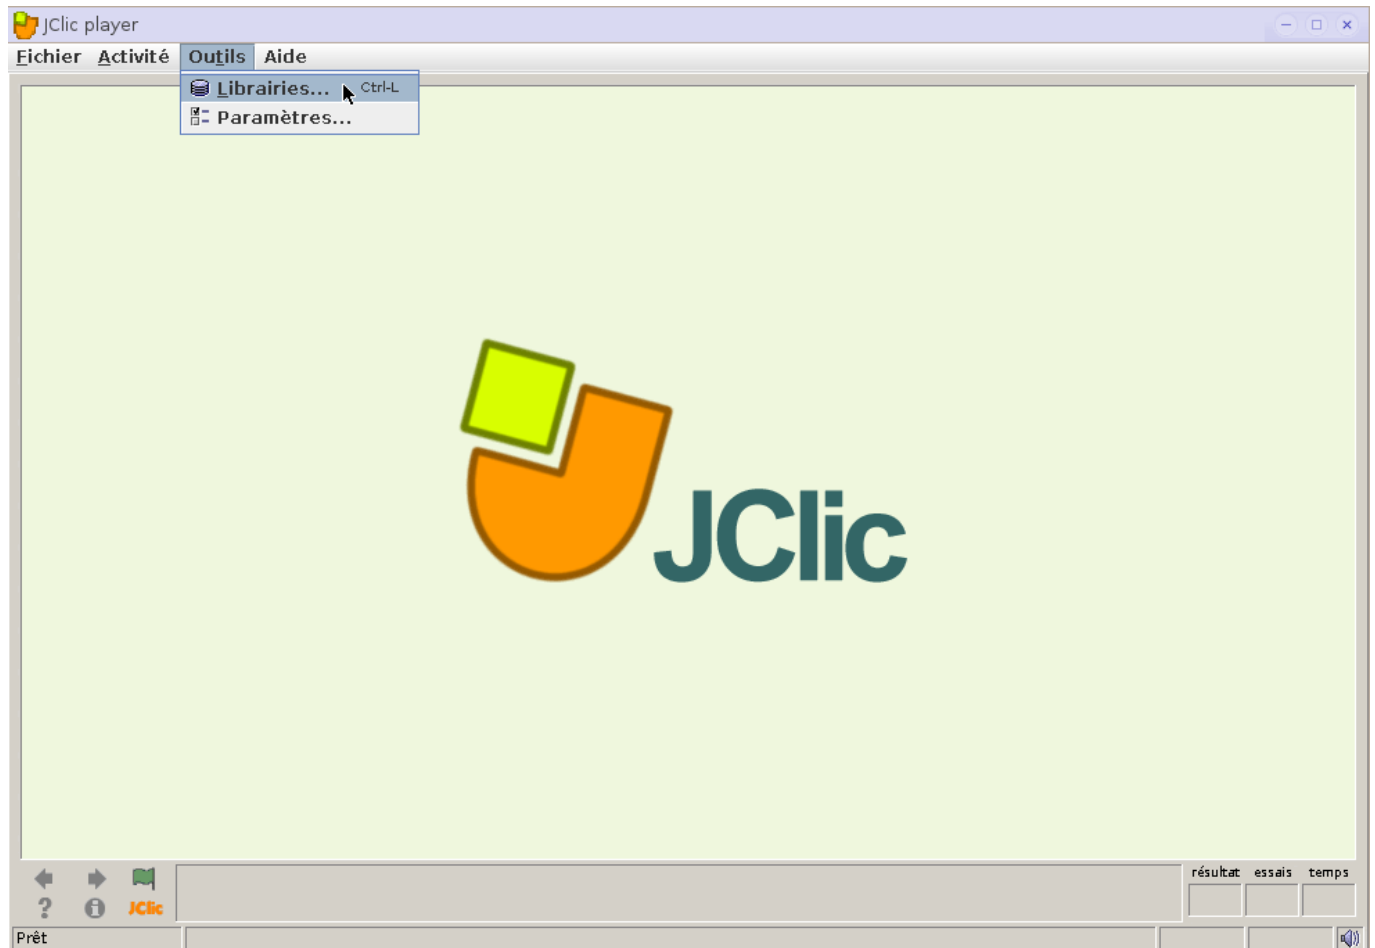 JClic player
Fichier Activité Outils Aide
Librairies... Ctrl-L
Paramètres...
JClic
résultat essais temps
? i JClic
Prêt